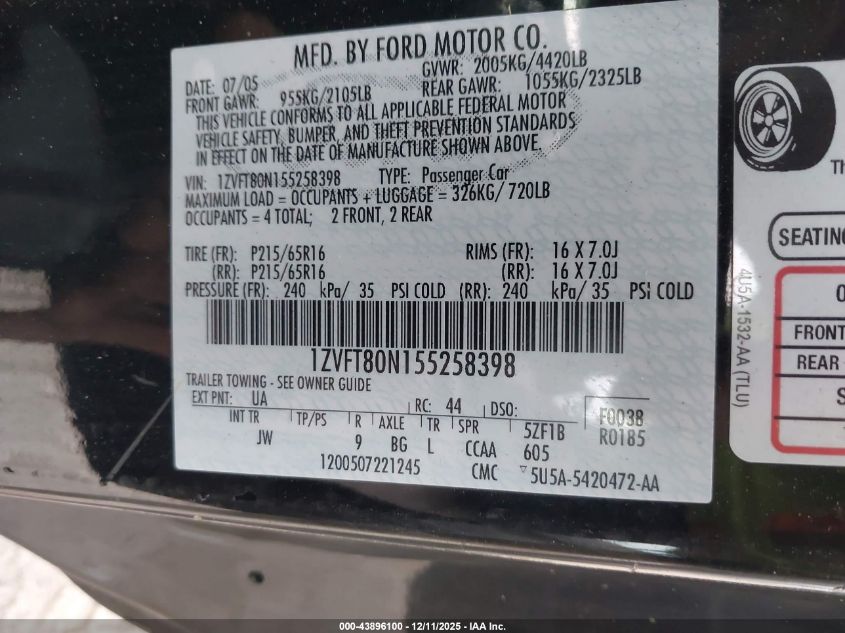 MFD. BY FORD MOTOR CO.
DATE: 07/05 GVWR: 2005KG/4420LB
FRONT GAWR: 955KG/2105LB REAR GAWR: 1055KG/2325LB
THIS VEHICLE CONFORMS TO ALL APPLICABLE FEDERAL MOTOR
VEHICLE SAFETY, BUMPER, AND THEFT PREVENTION STANDARDS
IN EFFECT ON THE DATE OF MANUFACTURE SHOWN ABOVE.
VIN: 1ZVFT80N155258398 TYPE: Passenger Car
MAXIMUM LOAD = OCCUPANTS + LUGGAGE = 326KG/ 720LB
OCCUPANTS = 4 TOTAL; 2 FRONT, 2 REAR
TIRE (FR): P215/65R16 RIMS (FR): 16 X 7.0J
(RR): P215/65R16 (RR): 16 X 7.0J
PRESSURE (FR): 240 kPa/ 35 PSI COLD (RR): 240 kPa/ 35 PSI COLD
1ZVFT80N155258398
TRAILER TOWING - SEE OWNER GUIDE
EXT PNT: UA RC: 44 DSO: F0038
INT TR TP/PS R AXLE TR SPR 5ZF1B R0185
JW 9 BG L CCAA 605
1200507221245 CMC 5U5A-5420472-AA
4U5A-1532-AA (TLU)
SEATING
FRONT
REAR
000-43896100 - 12/11/2025 - IAA Inc.